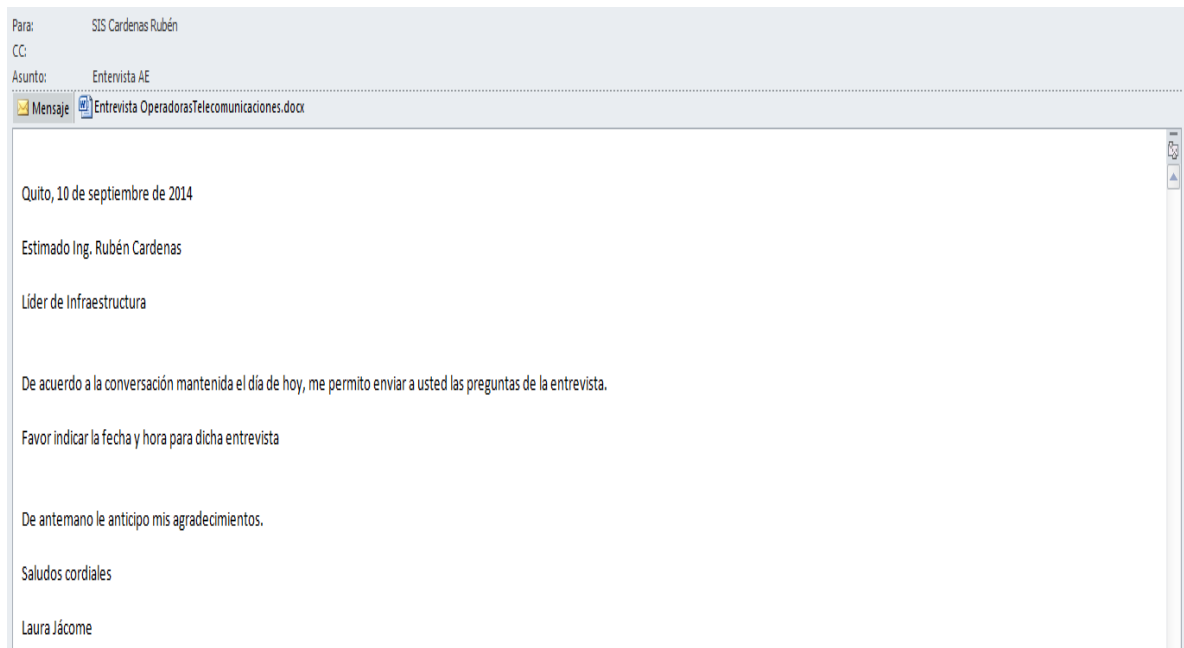 Para: SIS Cardenas Rubén
CC:
Asunto: Entervista AE
Mensaje Entrevista OperadorasTelecomunicaciones.docx
Quito, 10 de septiembre de 2014
Estimado Ing. Rubén Cardenas
Líder de Infraestructura
De acuerdo a la conversación mantenida el día de hoy, me permito enviar a usted las preguntas de la entrevista.
Favor indicar la fecha y hora para dicha entrevista
De antemano le anticipo mis agradecimientos.
Saludos cordiales
Laura Jácome